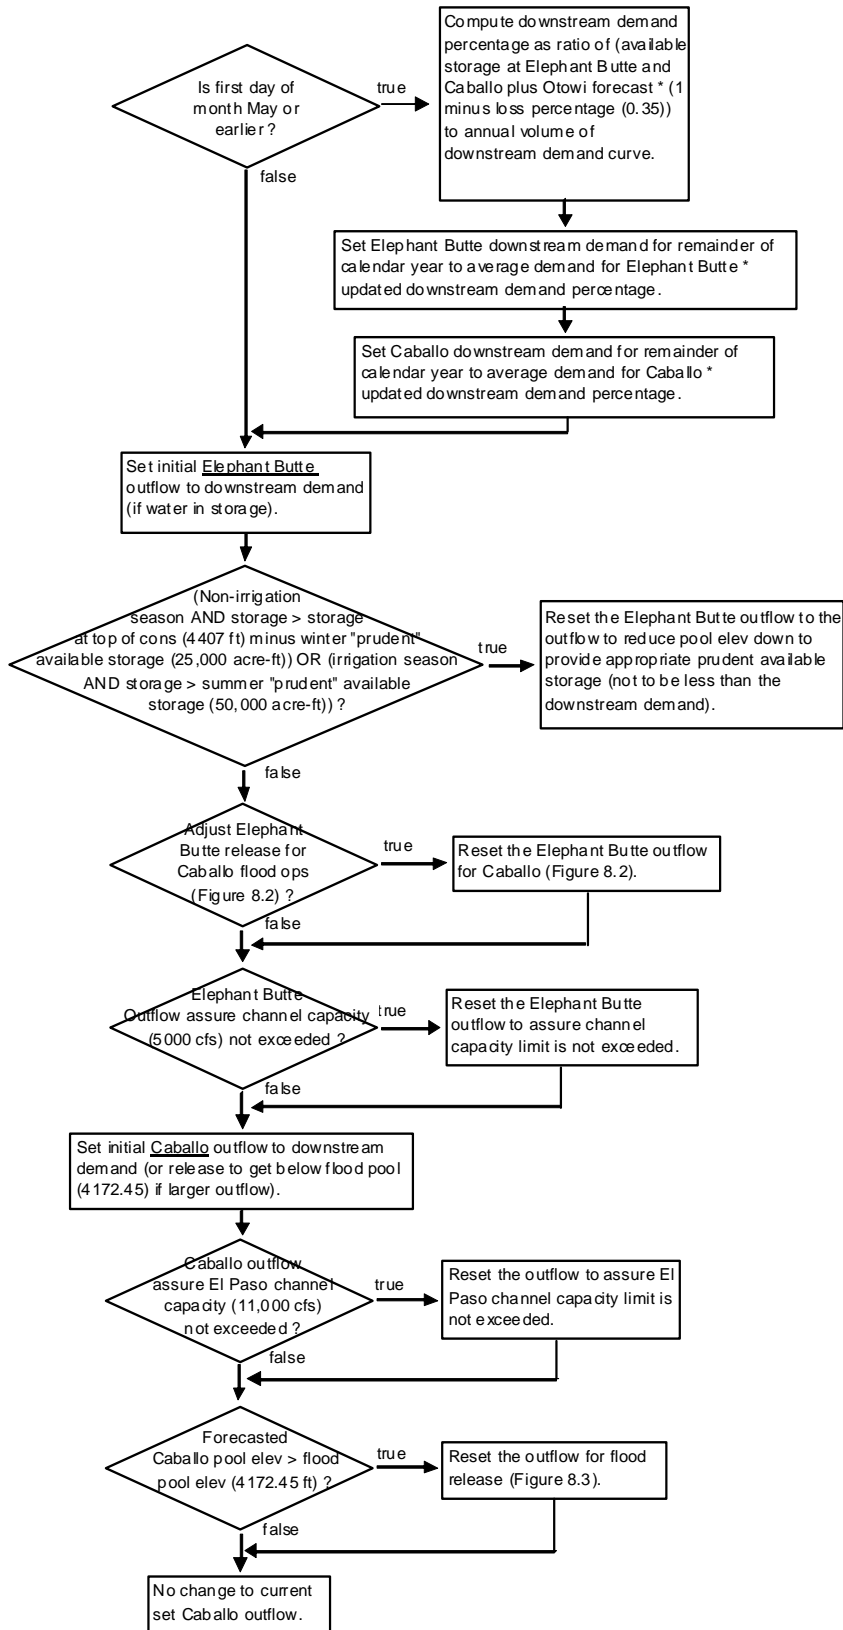 Is first day of
month May or
earlier?
true
false
Compute downstream demand
percentage as ratio of (available
storage at Elephant Butte and
Caballo plus Otowi forecast * (1
minus loss percentage (0.35))
to annual volume of
downstream demand curve.
Set Elephant Butte downstream demand for remainder of
calendar year to average demand for Elephant Butte *
updated downstream demand percentage.
Set Caballo downstream demand for remainder of
calendar year to average demand for Caballo *
updated downstream demand percentage.
Set initial Elephant Butte
outflow to downstream demand
(if water in storage).
(Non-irrigation
season AND storage > storage
at top of cons (4407 ft) minus winter "prudent"
available storage (25,000 acre-ft)) OR (irrigation season
AND storage > summer "prudent" available
storage (50,000 acre-ft)) ?
true
false
Reset the Elephant Butte outflow to the
outflow to reduce pool elev down to
provide appropriate prudent available
storage (not to be less than the
downstream demand).
Adjust Elephant
Butte release for
Caballo flood ops
(Figure 8.2) ?
true
false
Reset the Elephant Butte outflow
for Caballo (Figure 8.2).
Elephant Butte
Outflow assure channel capacity
(5000 cfs) not exceeded ?
true
false
Reset the Elephant Butte
outflow to assure channel
capacity limit is not exceeded.
Set initial Caballo outflow to downstream
demand (or release to get below flood pool
(4172.45) if larger outflow).
Caballo outflow
assure El Paso channel
capacity (11,000 cfs)
not exceeded ?
true
false
Reset the outflow to assure El
Paso channel capacity limit is
not exceeded.
Forecasted
Caballo pool elev > flood
pool elev (4172.45 ft) ?
true
false
Reset the outflow for flood
release (Figure 8.3).
No change to current
set Caballo outflow.